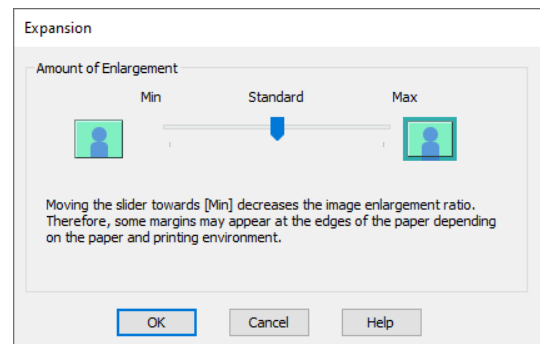 Expansion
Amount of Enlargement
Min Standard Max
Moving the slider towards [Min] decreases the image enlargement ratio.
Therefore, some margins may appear at the edges of the paper depending
on the paper and printing environment.
OK Cancel Help